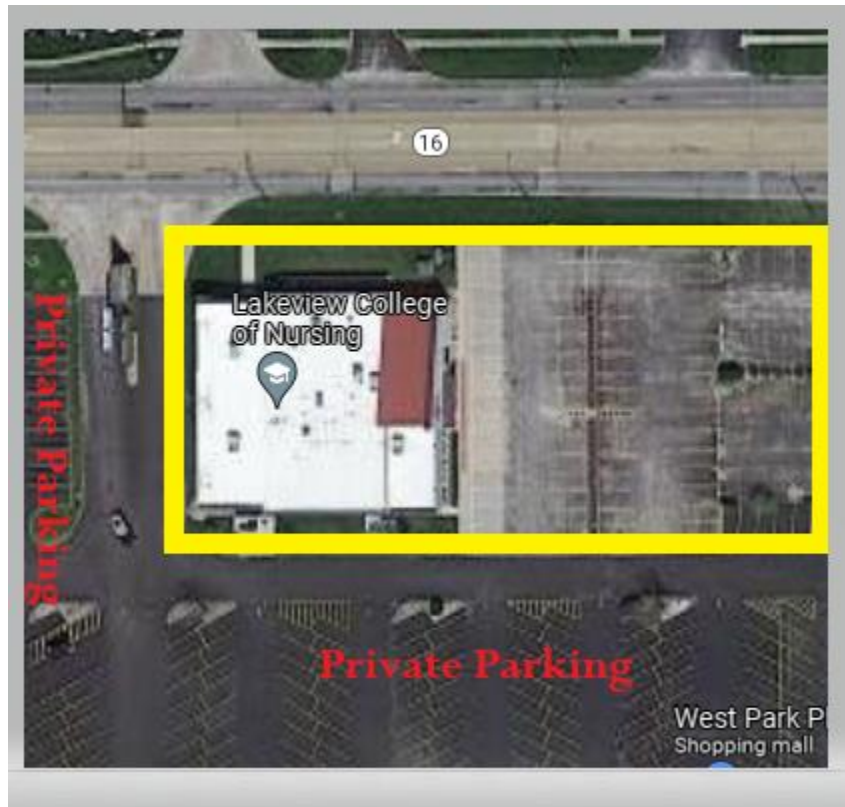 16
Lakeview College
of Nursing
Private Parking
Private Parking
West Park P
Shopping mall